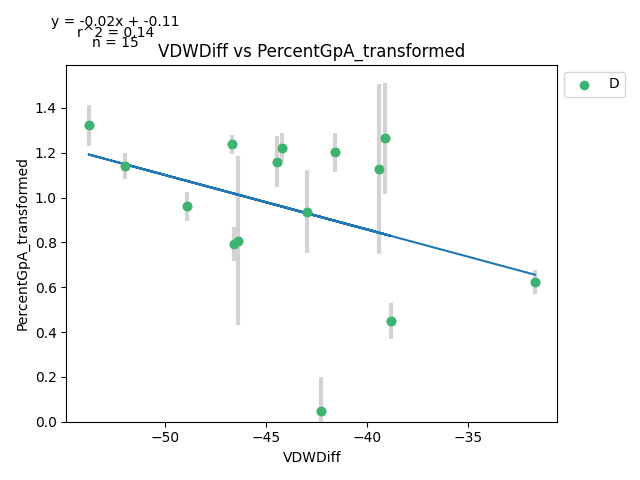 y = -0.02x + -0.11
r^2 = 0.14
n = 15
VDWDiff vs PercentGpA_transformed
D
PercentGpA_transformed
1.4
1.2
1.0
0.8
0.6
0.4
0.2
0.0
−50
−45
−40
−35
VDWDiff